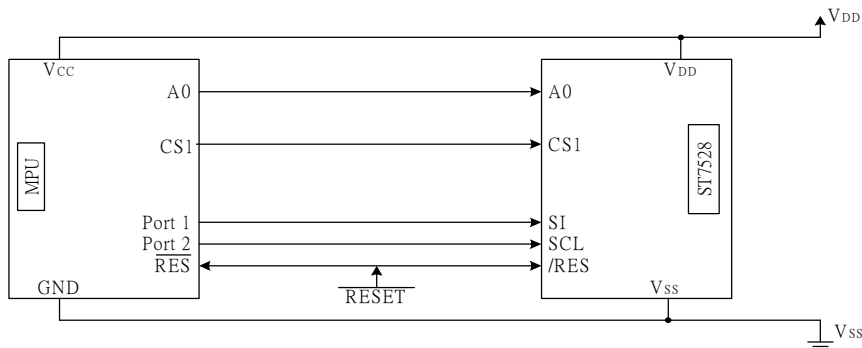 VDD
VCC
VDD
A0
A0
CS1
CS1
MPU
ST7528
Port 1
SI
Port 2
SCL
RES
/RES
RESET
GND
VSS
VSS